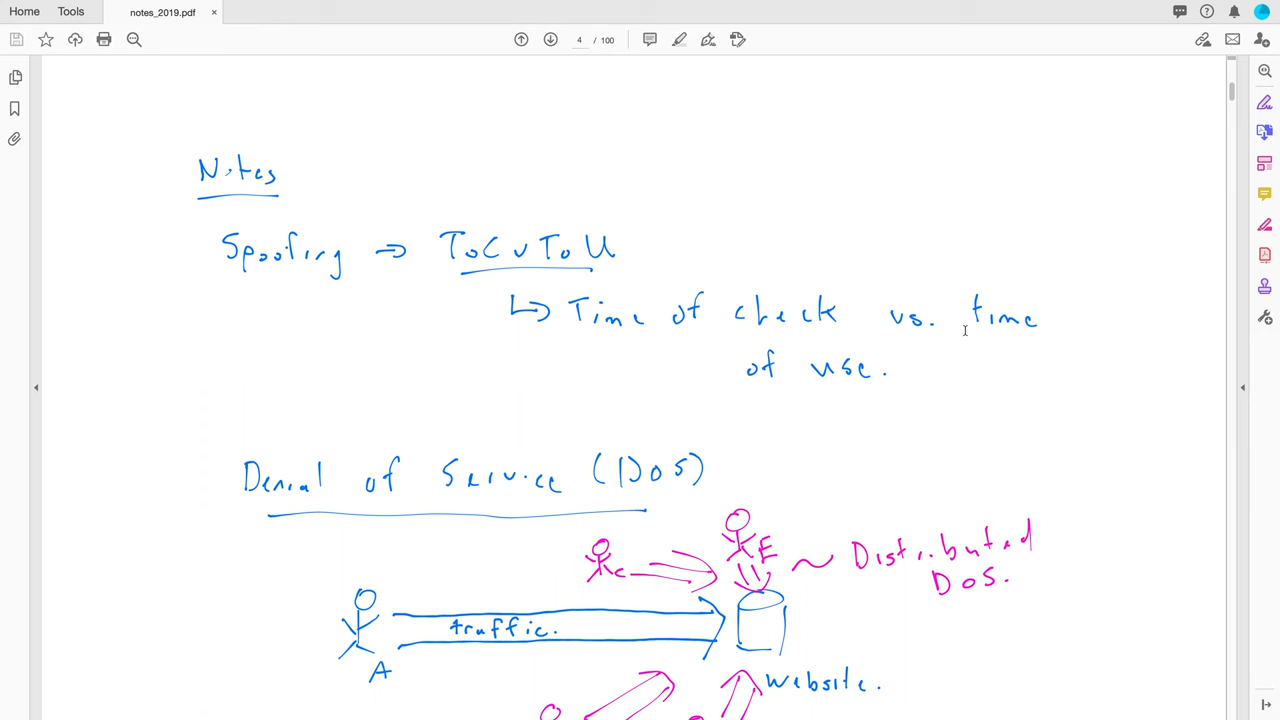 Home Tools notes_2019.pdf ×
4 / 100
Notes
Spoofing → ToCvToU
↳ Time of check vs. time
of use.
Denial of Service (DoS)
E ~ Distributed
C
DoS.
traffic.
A
website.